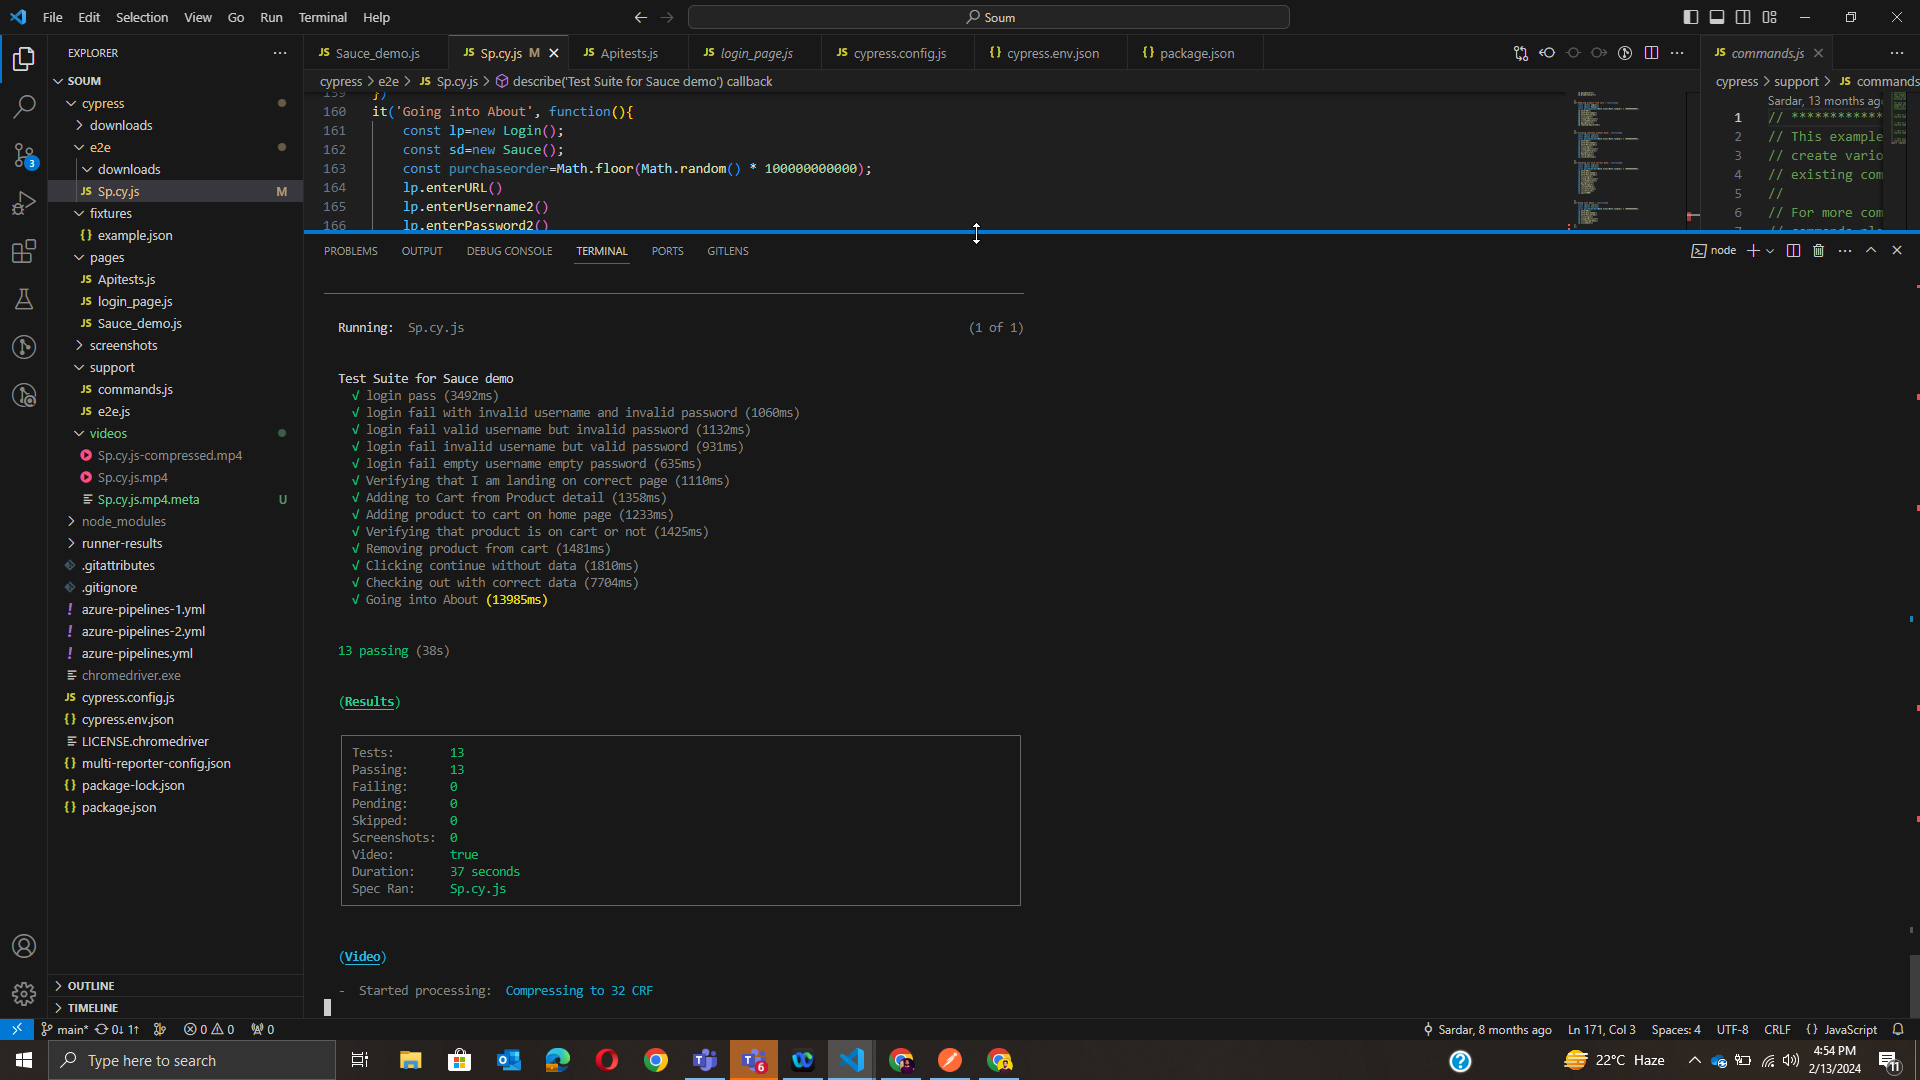 File Edit Selection View Go Run Terminal Help
Soum
EXPLORER
SOUM
cypress
downloads
e2e
downloads
JS Sp.cy.js M
fixtures
{} example.json
pages
JS Apitests.js
JS login_page.js
JS Sauce_demo.js
screenshots
support
JS commands.js
JS e2e.js
videos
Sp.cy.js-compressed.mp4
Sp.cy.js.mp4
Sp.cy.js.mp4.meta U
node_modules
runner-results
.gitattributes
.gitignore
! azure-pipelines-1.yml
! azure-pipelines-2.yml
! azure-pipelines.yml
chromedriver.exe
JS cypress.config.js
{} cypress.env.json
LICENSE.chromedriver
{} multi-reporter-config.json
{} package-lock.json
{} package.json
OUTLINE
TIMELINE
3
JS Sauce_demo.js JS Sp.cy.js M JS Apitests.js JS login_page.js JS cypress.config.js {} cypress.env.json {} package.json
cypress > e2e > JS Sp.cy.js > describe('Test Suite for Sauce demo') callback
159 })
160 it('Going into About', function(){
161 const lp=new Login();
162 const sd=new Sauce();
163 const purchaseorder=Math.floor(Math.random() * 100000000000);
164 lp.enterURL()
165 lp.enterUsername2()
166 lp.enterPassword2()
JS commands.js
cypress > support > JS commands
Sardar, 13 months ag
1 // ************
2 // This example
3 // create vario
4 // existing com
5 //
6 // For more com
PROBLEMS OUTPUT DEBUG CONSOLE TERMINAL PORTS GITLENS
node
Running: Sp.cy.js (1 of 1)
Test Suite for Sauce demo
√ login pass (3492ms)
√ login fail with invalid username and invalid password (1060ms)
√ login fail valid username but invalid password (1132ms)
√ login fail invalid username but valid password (931ms)
√ login fail empty username empty password (635ms)
√ Verifying that I am landing on correct page (1110ms)
√ Adding to Cart from Product detail (1358ms)
√ Adding product to cart on home page (1233ms)
√ Verifying that product is on cart or not (1425ms)
√ Removing product from cart (1481ms)
√ Clicking continue without data (1810ms)
√ Checking out with correct data (7704ms)
√ Going into About (13985ms)
13 passing (38s)
(Results)
Tests: 13
Passing: 13
Failing: 0
Pending: 0
Skipped: 0
Screenshots: 0
Video: true
Duration: 37 seconds
Spec Ran: Sp.cy.js
(Video)
- Started processing: Compressing to 32 CRF
main* 0↓ 1↑ 0 0 0
Sardar, 8 months ago Ln 171, Col 3 Spaces: 4 UTF-8 CRLF {} JavaScript
Type here to search
6
22°C Haze
4:54 PM
2/13/2024
11